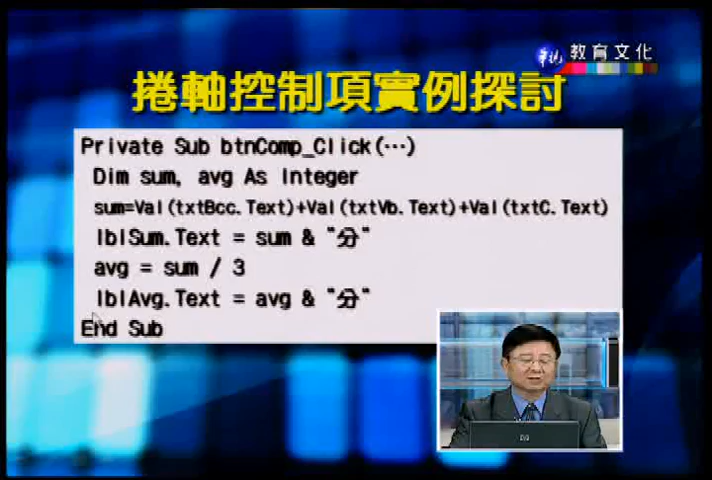 華視 教育文化
捲軸控制項實例探討
Private Sub btnComp_Click(…)
Dim sum, avg As Integer
sum=Val(txtBcc.Text)+Val(txtVb.Text)+Val(txtC.Text)
lblSum.Text = sum & "分"
avg = sum / 3
lblAvg.Text = avg & "分"
End Sub